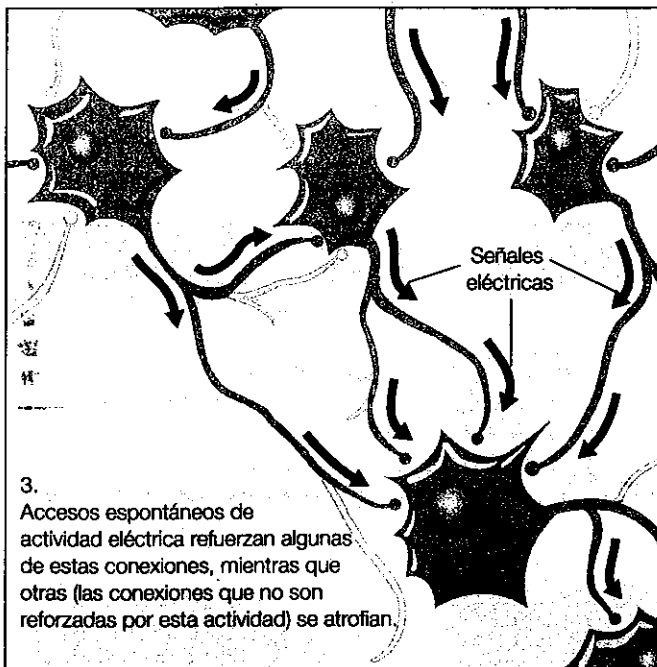 Señales
eléctricas
3.
Accesos espontáneos de
actividad eléctrica refuerzan algunas
de estas conexiones, mientras que
otras (las conexiones que no son
reforzadas por esta actividad) se atrofian.